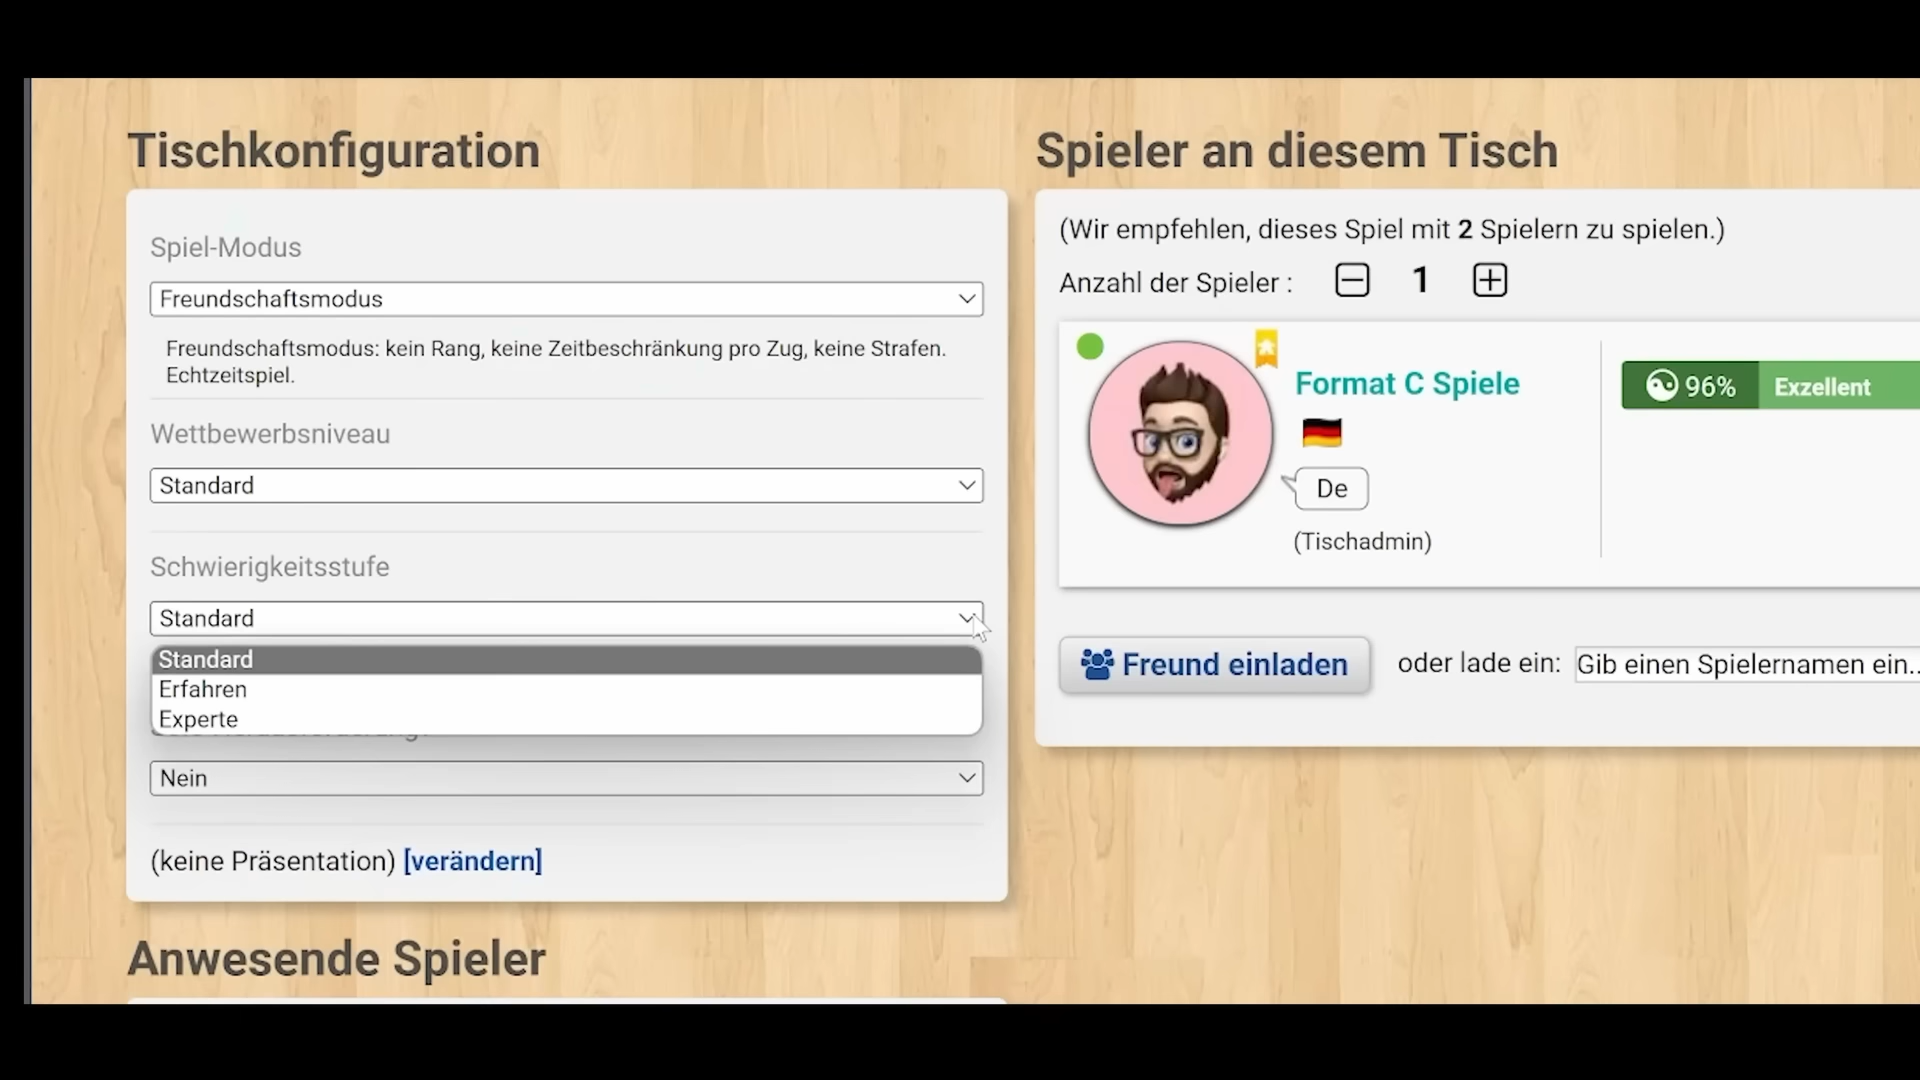 Tischkonfiguration
Spiel-Modus
Freundschaftsmodus
Freundschaftsmodus: kein Rang, keine Zeitbeschränkung pro Zug, keine Strafen.
Echtzeitspiel.
Wettbewerbsniveau
Standard
Schwierigkeitsstufe
Standard
Standard
Erfahren
Experte
Nein
(keine Präsentation) [verändern]
Anwesende Spieler
Spieler an diesem Tisch
(Wir empfehlen, dieses Spiel mit 2 Spielern zu spielen.)
Anzahl der Spieler : 1
Format C Spiele
96% Exzellent
De
(Tischadmin)
Freund einladen oder lade ein: Gib einen Spielernamen ein..